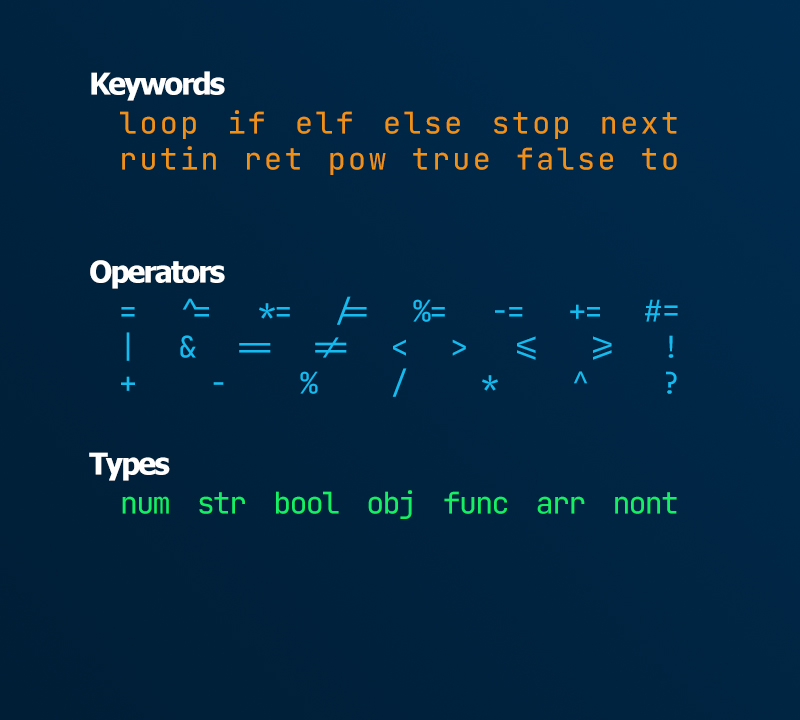 Keywords
loop if elf else stop next
rutin ret pow true false to
Operators
= ^= *= /= %= -= += #=
| & == != < > <= >= !
+ - % / * ^ ?
Types
num str bool obj func arr nont